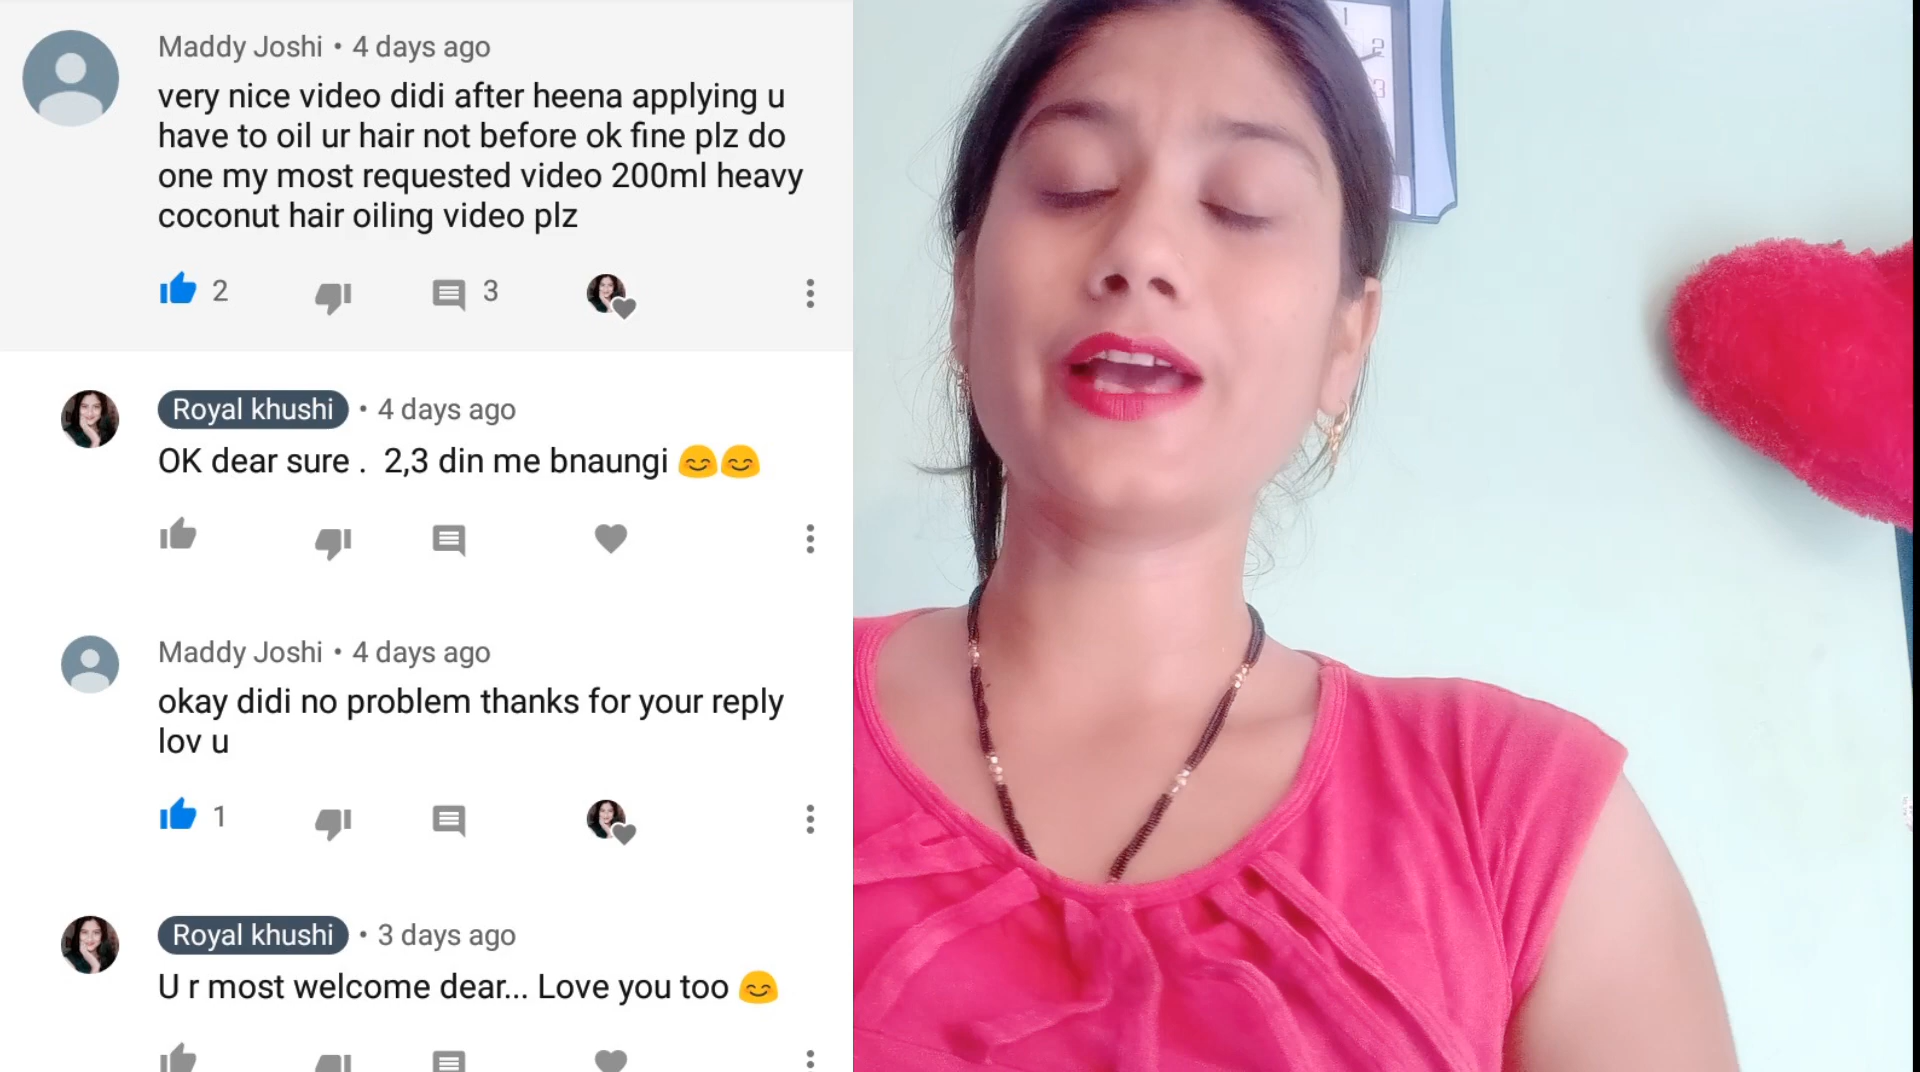 Maddy Joshi • 4 days ago
very nice video didi after heena applying u
have to oil ur hair not before ok fine plz do
one my most requested video 200ml heavy
coconut hair oiling video plz
2 3
Royal khushi • 4 days ago
OK dear sure . 2,3 din me bnaungi 😊😊
Maddy Joshi • 4 days ago
okay didi no problem thanks for your reply
lov u
1
Royal khushi • 3 days ago
U r most welcome dear... Love you too 😊
1
2
3